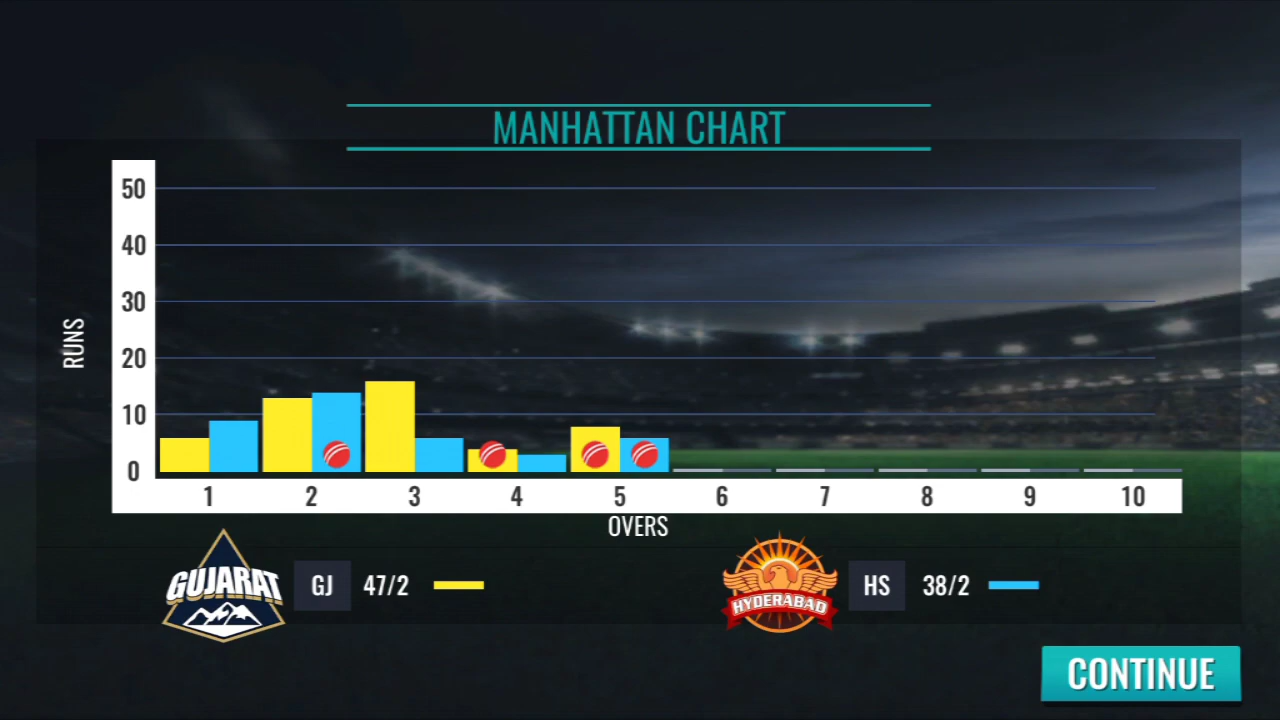 MANHATTAN CHART
50
40
30
20
10
0
RUNS
1 2 3 4 5 6 7 8 9 10
OVERS
GUJARAT GJ 47/2 HYDERABAD HS 38/2
CONTINUE